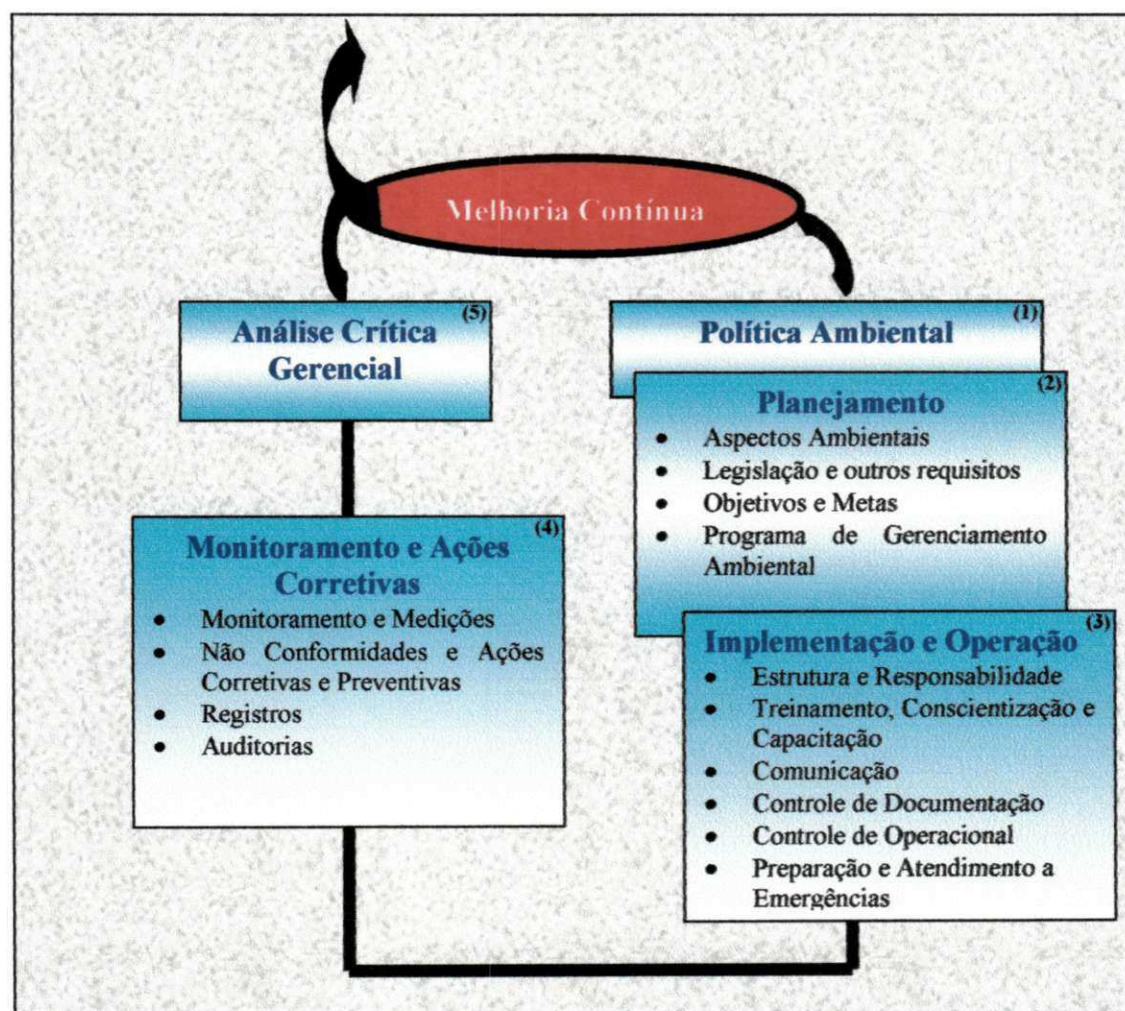 Melhoria Contínua
(5)
Análise Crítica
Gerencial
(1)
Política Ambiental
(2)
Planejamento
• Aspectos Ambientais
• Legislação e outros requisitos
• Objetivos e Metas
• Programa de Gerenciamento
Ambiental
(3)
Implementação e Operação
• Estrutura e Responsabilidade
• Treinamento, Conscientização e
Capacitação
• Comunicação
• Controle de Documentação
• Controle de Operacional
• Preparação e Atendimento a
Emergências
(4)
Monitoramento e Ações
Corretivas
• Monitoramento e Medições
• Não Conformidades e Ações
Corretivas e Preventivas
• Registros
• Auditorias